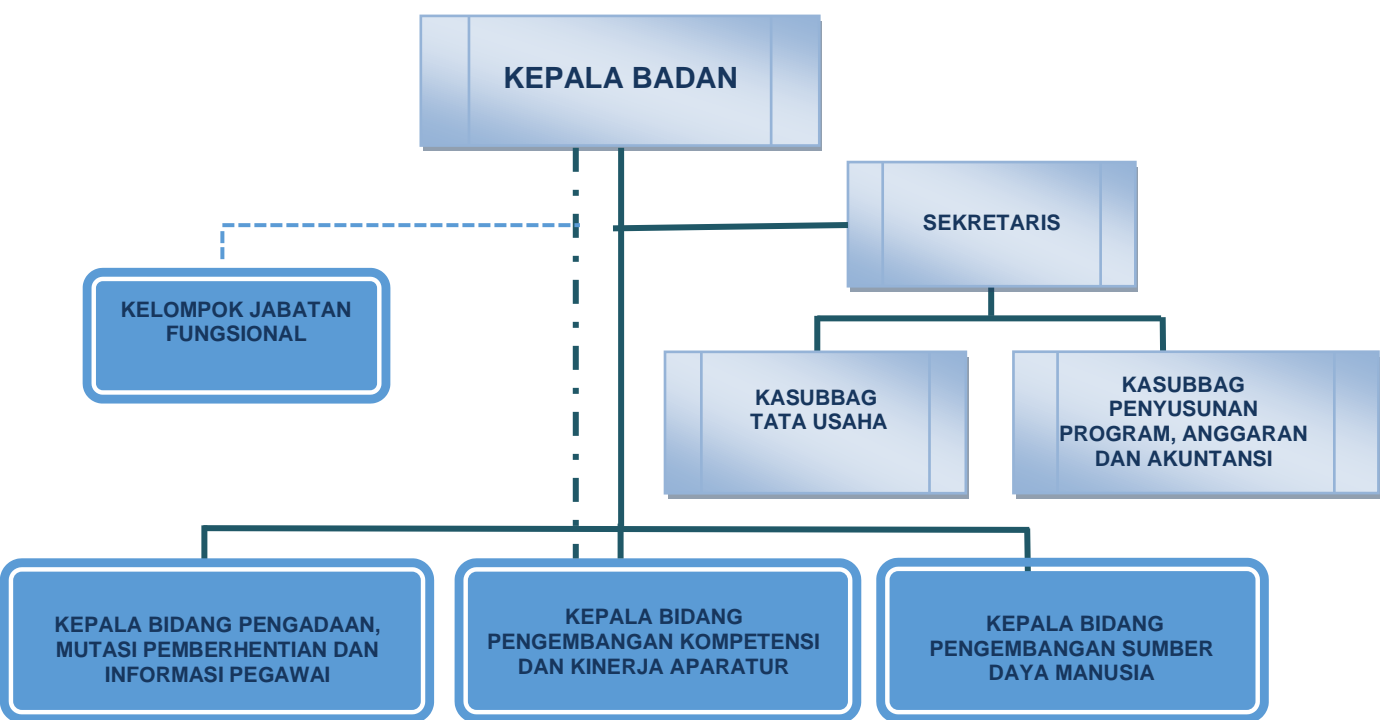 KEPALA BADAN
SEKRETARIS
KELOMPOK JABATAN
FUNGSIONAL
KASUBBAG
TATA USAHA
KASUBBAG
PENYUSUNAN
PROGRAM, ANGGARAN
DAN AKUNTANSI
KEPALA BIDANG PENGADAAN,
MUTASI PEMBERHENTIAN DAN
INFORMASI PEGAWAI
KEPALA BIDANG
PENGEMBANGAN KOMPETENSI
DAN KINERJA APARATUR
KEPALA BIDANG
PENGEMBANGAN SUMBER
DAYA MANUSIA